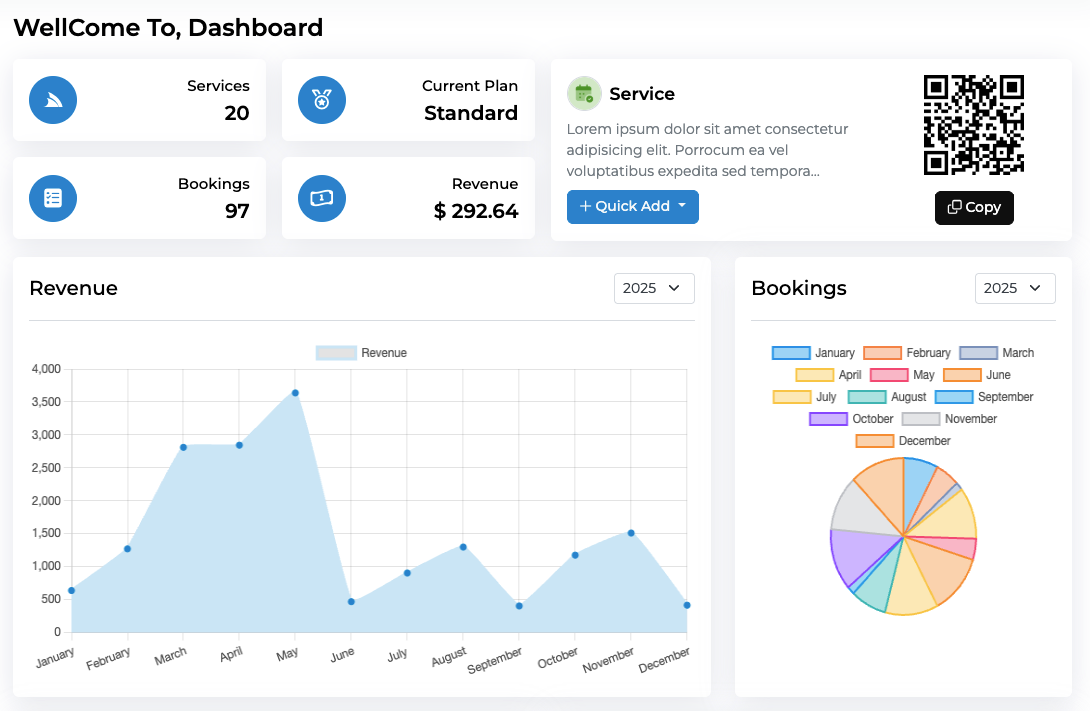 WellCome To, Dashboard
Services
20
Current Plan
Standard
Bookings
97
Revenue
$ 292.64
Service
Lorem ipsum dolor sit amet consectetur
adipisicing elit. Porrocum ea vel
voluptatibus expedita sed tempora...
+ Quick Add
Copy
Revenue
2025
Revenue
4,000
3,500
3,000
2,500
2,000
1,500
1,000
500
0
January
February
March
April
May
June
July
August
September
October
November
December
Bookings
2025
January February March
April May June
July August September
October November
December